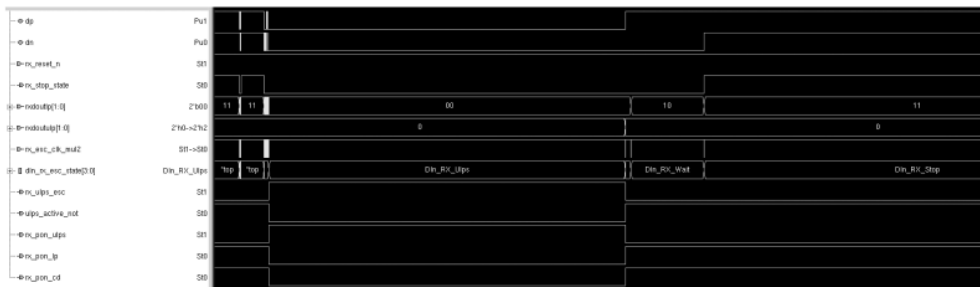 dp Pu1
dn Pu0
rx_reset_n St1
rx_stop_state St0
rxdoutlp[1:0] 2'b00 11 11 00 10 11
rxdoutulp[1:0] 2'h0->2'h2 0 0
rx_esc_clk_mul2 St1->St0
dln_rx_esc_state[3:0] Dln_RX_Ulps *top *top Dln_RX_Ulps Dln_RX_Wait Dln_RX_Stop
rx_ulps_esc St1
ulps_active_not St0
rx_pon_ulps St1
rx_pon_lp St0
rx_pon_cd St0